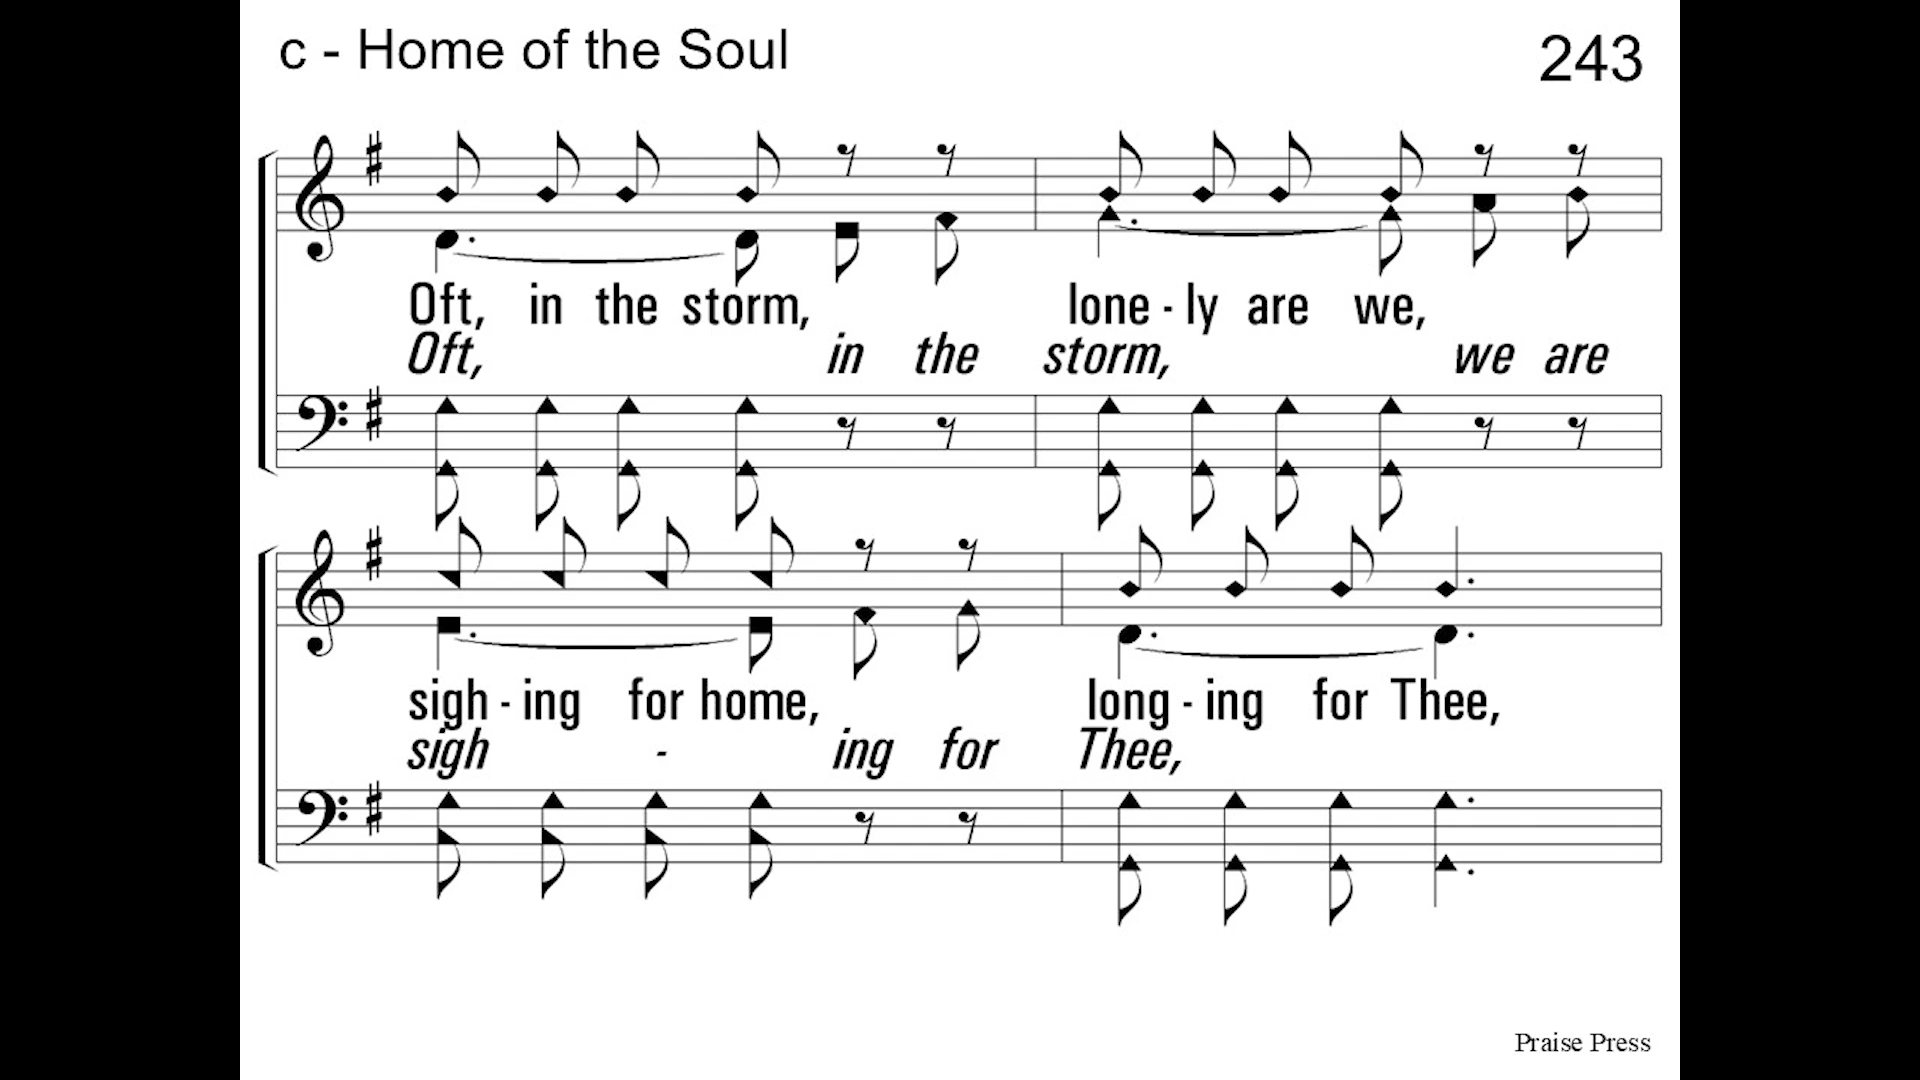 c - Home of the Soul
243
Oft, in the storm, lone - ly are we,
Oft, in the storm, we are
sigh - ing for home, long - ing for Thee,
sigh - ing for Thee,
Praise Press